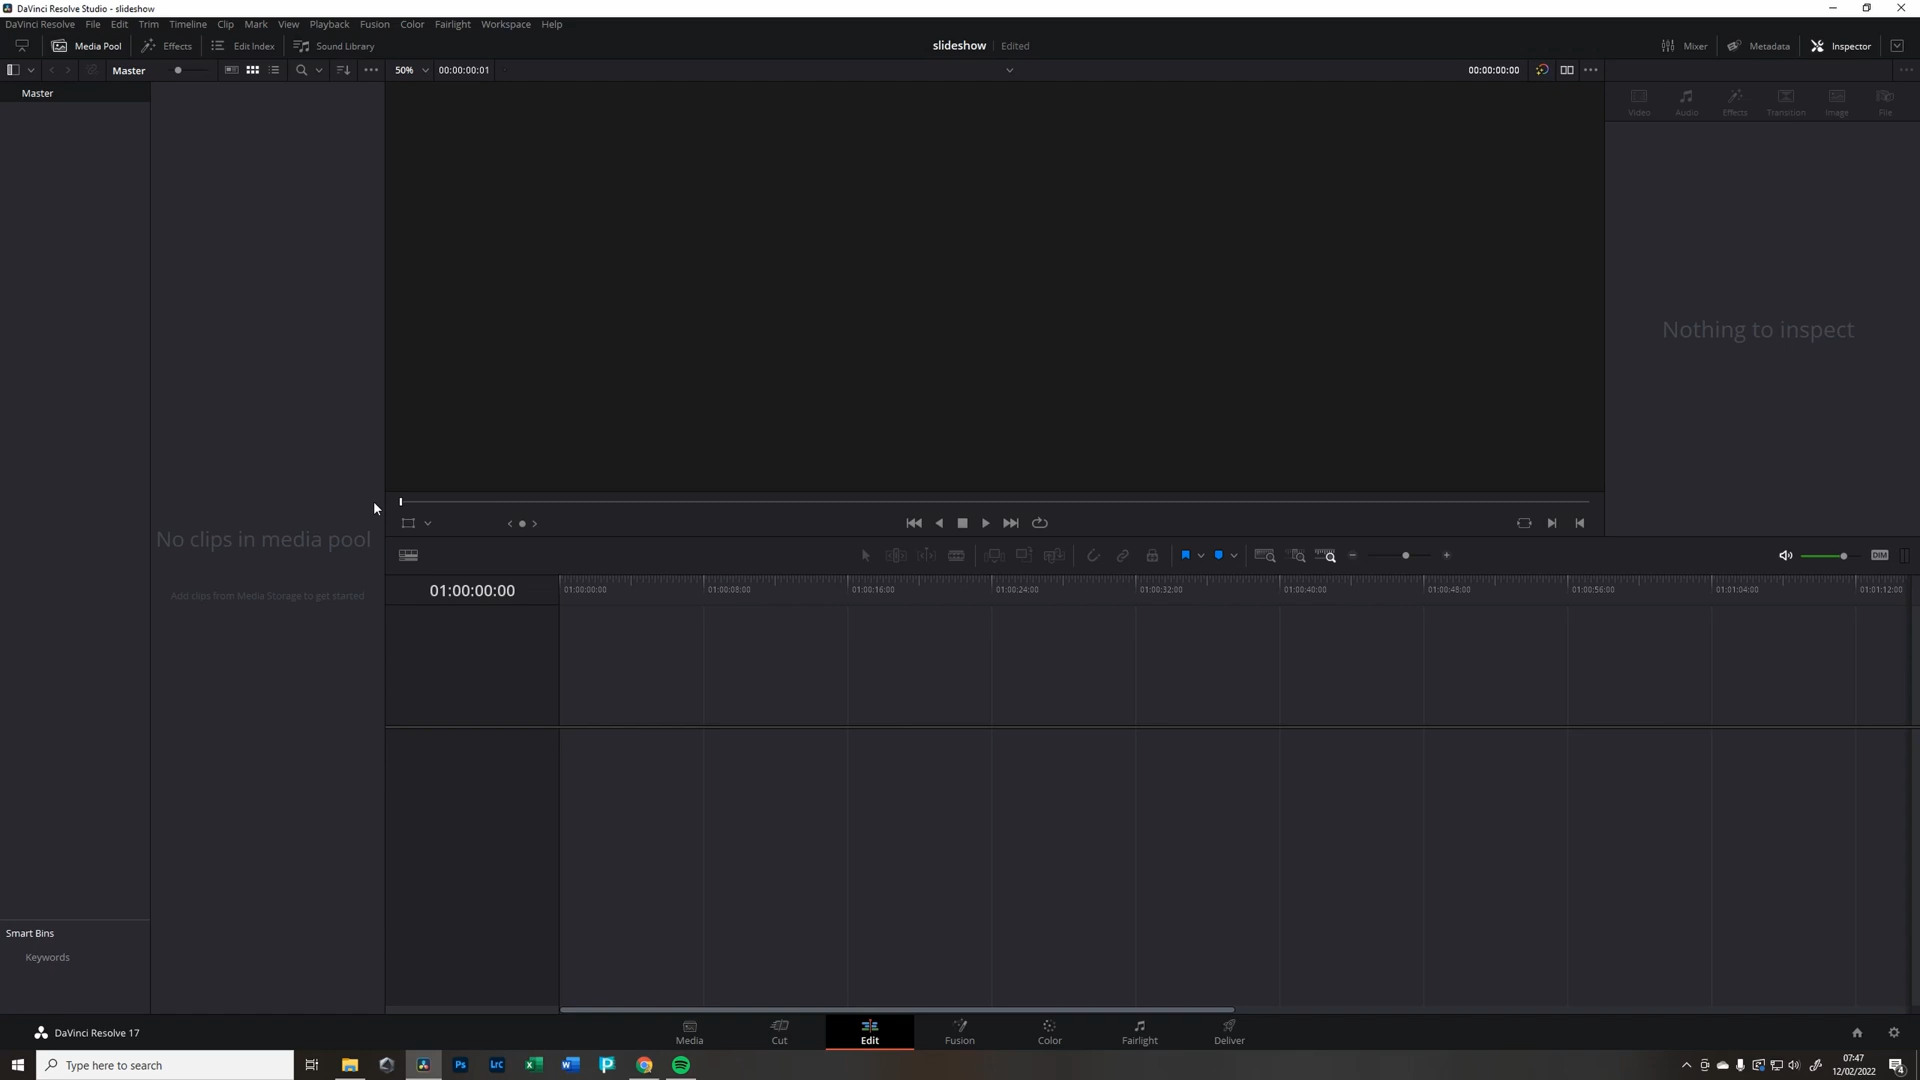 DaVinci Resolve Studio - slideshow
DaVinci Resolve File Edit Trim Timeline Clip Mark View Playback Fusion Color Fairlight Workspace Help
Media Pool Effects Edit Index Sound Library slideshow Edited Mixer Metadata Inspector
Master 50% 00:00:00:01 00:00:00:00
Master
Video Audio Effects Transition Image File
Nothing to inspect
No clips in media pool
Add clips from Media Storage to get started
DIM
01:00:00:00 01:00:00:00 01:00:08:00 01:00:16:00 01:00:24:00 01:00:32:00 01:00:40:00 01:00:48:00 01:00:56:00 01:01:04:00 01:01:12:00
Smart Bins
Keywords
DaVinci Resolve 17 Media Cut Edit Fusion Color Fairlight Deliver
Type here to search Ps Lrc 07:47
12/02/2022 4